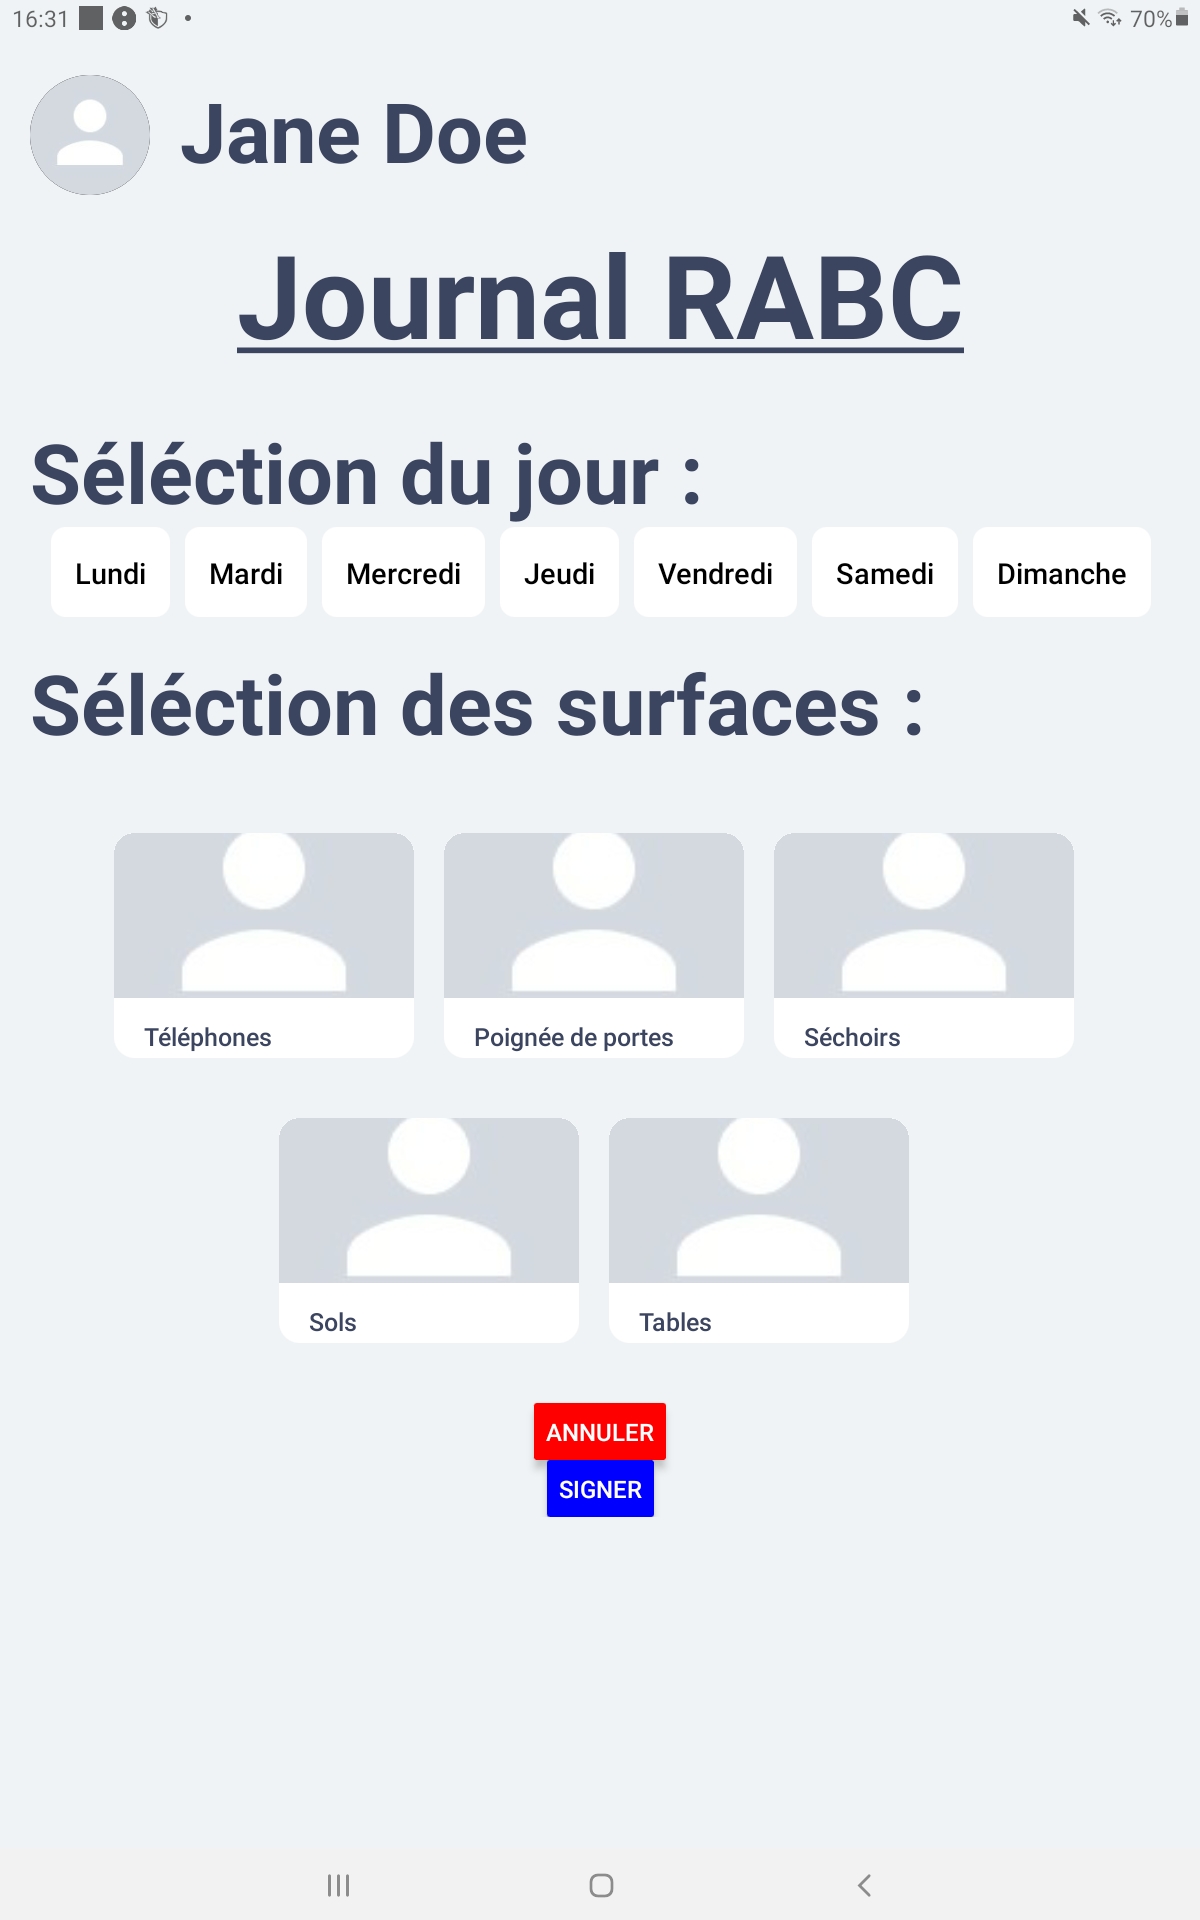 16:31
70%
Jane Doe
Journal RABC
Séléction du jour :
Lundi Mardi Mercredi Jeudi Vendredi Samedi Dimanche
Séléction des surfaces :
Téléphones Poignée de portes Séchoirs
Sols Tables
ANNULER
SIGNER